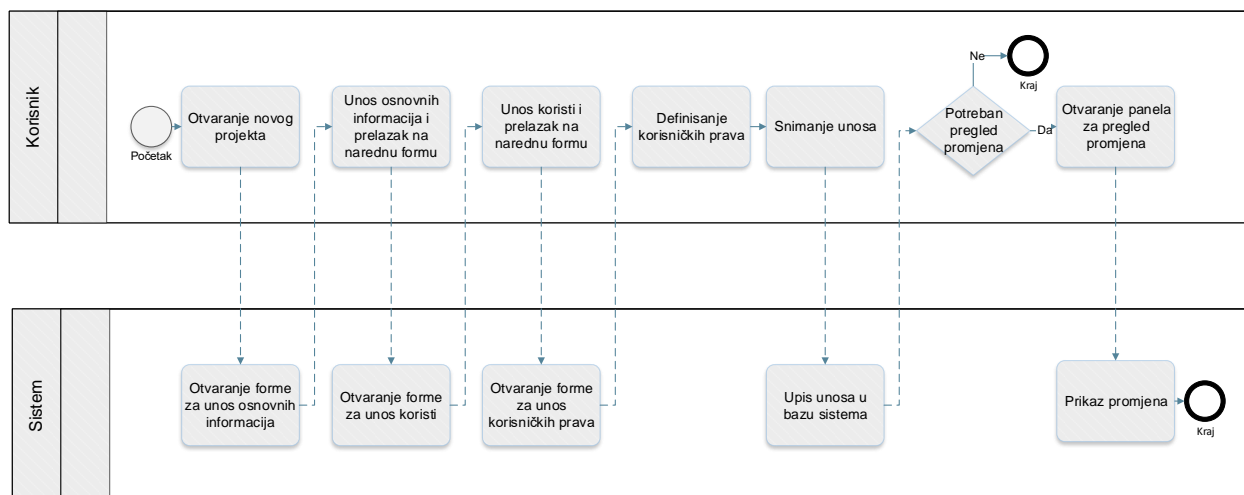 Korisnik
Početak
Otvaranje novog
projekta
Unos osnovnih
informacija i
prelazak na
narednu formu
Unos koristi i
prelazak na
narednu formu
Definisanje
korisničkih prava
Snimanje unosa
Potreban
pregled
promjena
Ne
Kraj
Da
Otvaranje panela
za pregled
promjena
Sistem
Otvaranje forme
za unos osnovnih
informacija
Otvaranje forme
za unos koristi
Otvaranje forme
za unos
korisničkih prava
Upis unosa u
bazu sistema
Prikaz promjena
Kraj